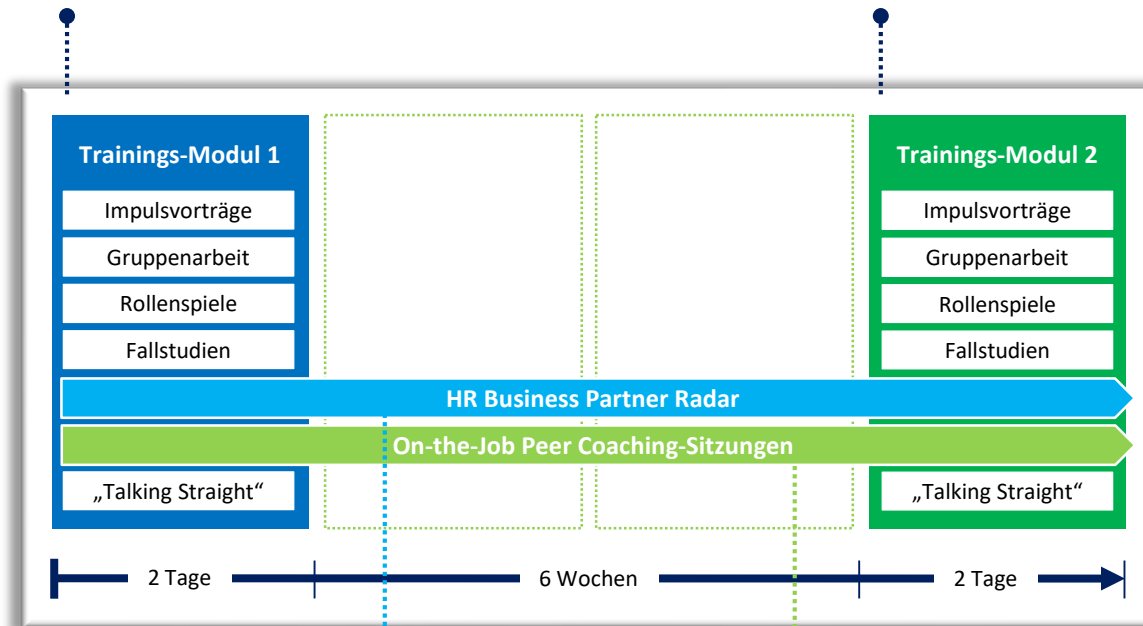 Trainings-Modul 1
Impulsvorträge
Gruppenarbeit
Rollenspiele
Fallstudien
Trainings-Modul 2
Impulsvorträge
Gruppenarbeit
Rollenspiele
Fallstudien
HR Business Partner Radar
On-the-Job Peer Coaching-Sitzungen
„Talking Straight“
„Talking Straight“
2 Tage
6 Wochen
2 Tage